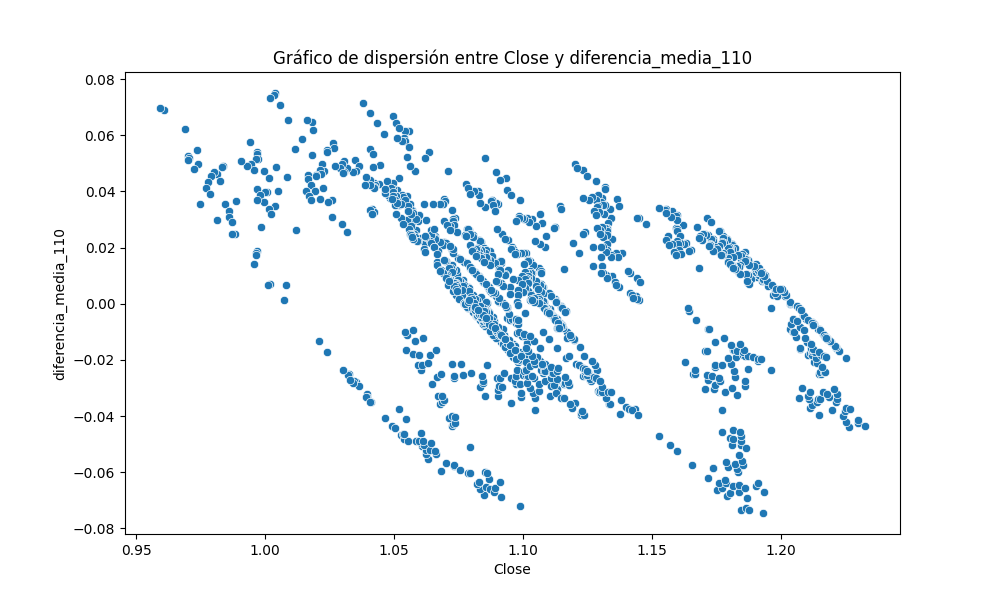 Gráfico de dispersión entre Close y diferencia_media_110
diferencia_media_110
0.08
0.06
0.04
0.02
0.00
−0.02
−0.04
−0.06
−0.08
0.95 1.00 1.05 1.10 1.15 1.20
Close